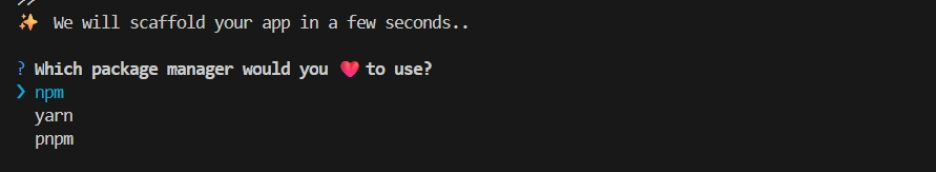 ✨ We will scaffold your app in a few seconds..
? Which package manager would you ❤️ to use?
❯ npm
yarn
pnpm